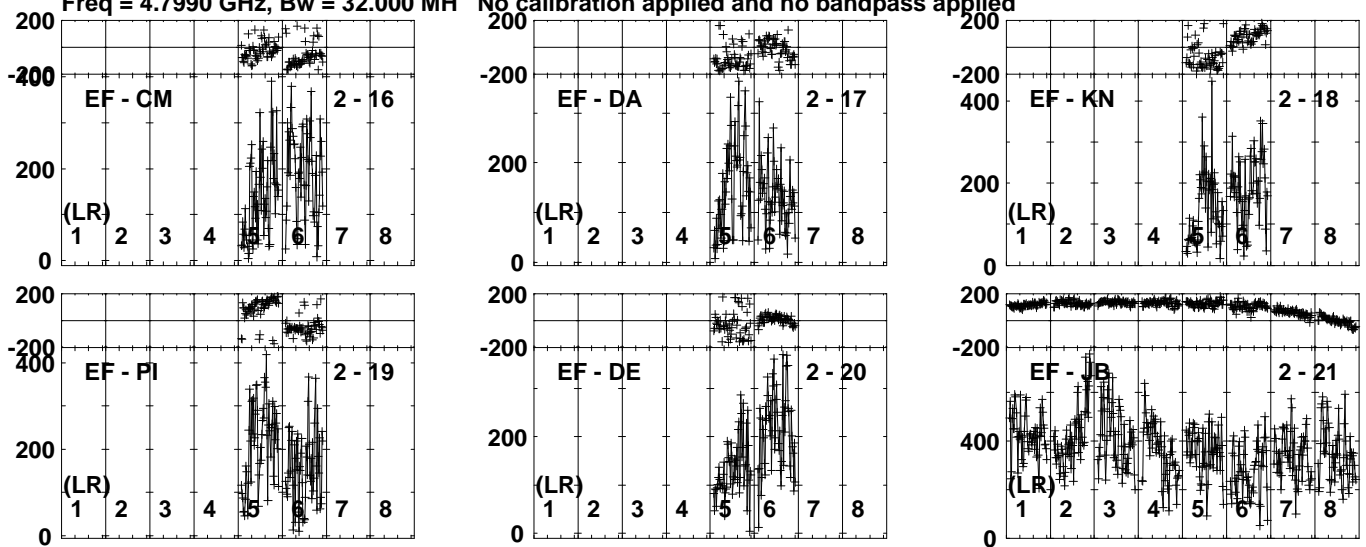 Freq = 4.7990 GHz, Bw = 32.000 MH No calibration applied and no bandpass applied
200
-200
400
EF - CM 2 - 16
200
(LR)
1 2 3 4 5 6 7 8
0
200
-200
EF - DA 2 - 17
200
(LR)
1 2 3 4 5 6 7 8
0
200
-200
EF - KN 2 - 18
400
200
(LR)
1 2 3 4 5 6 7 8
0
200
-200
400
EF - PI 2 - 19
200
(LR)
1 2 3 4 5 6 7 8
0
200
-200
EF - DE 2 - 20
200
(LR)
1 2 3 4 5 6 7 8
0
200
-200
EF - JB 2 - 21
400
(LR)
1 2 3 4 5 6 7 8
0